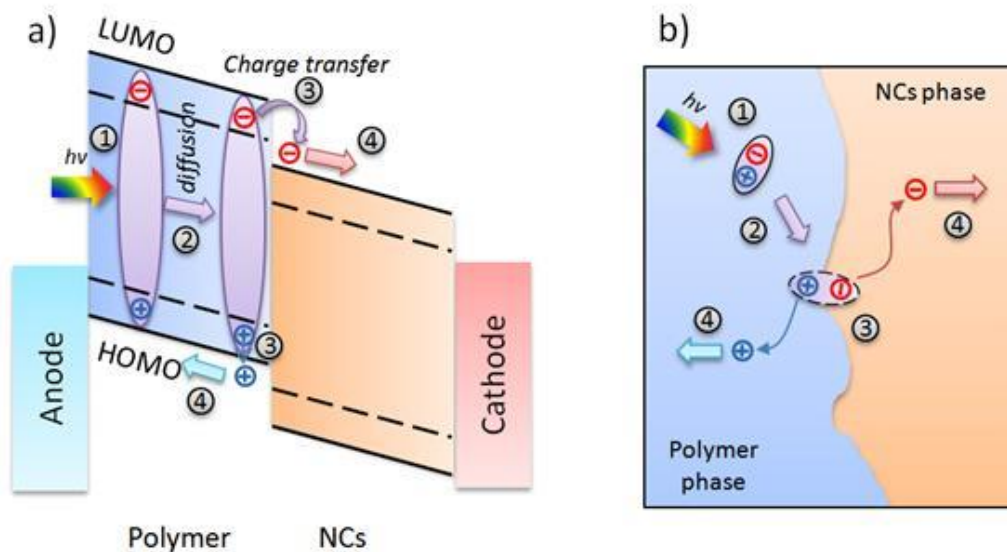 a)
LUMO
Charge transfer
③
④
①
hν
diffusion
②
③
HOMO
④
Anode
Cathode
Polymer
NCs
b)
NCs phase
hν
①
②
④
③
④
Polymer
phase